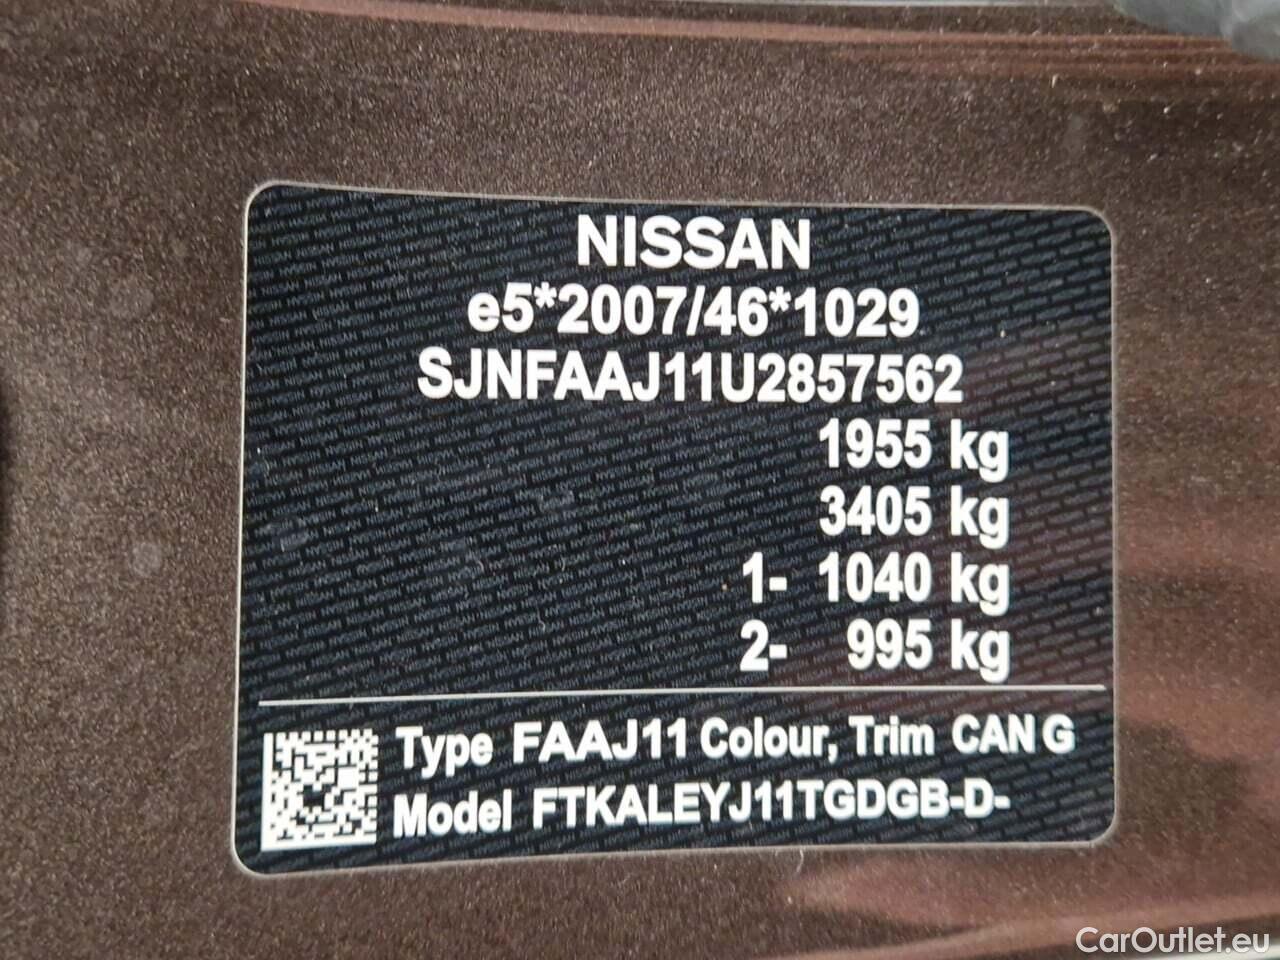 NISSAN
e5*2007/46*1029
SJNFAAJ11U2857562
1955 kg
3405 kg
1- 1040 kg
2- 995 kg
Type FAAJ11 Colour, Trim CAN G
Model FTKALEYJ11TGDGB-D-
CarOutlet.eu